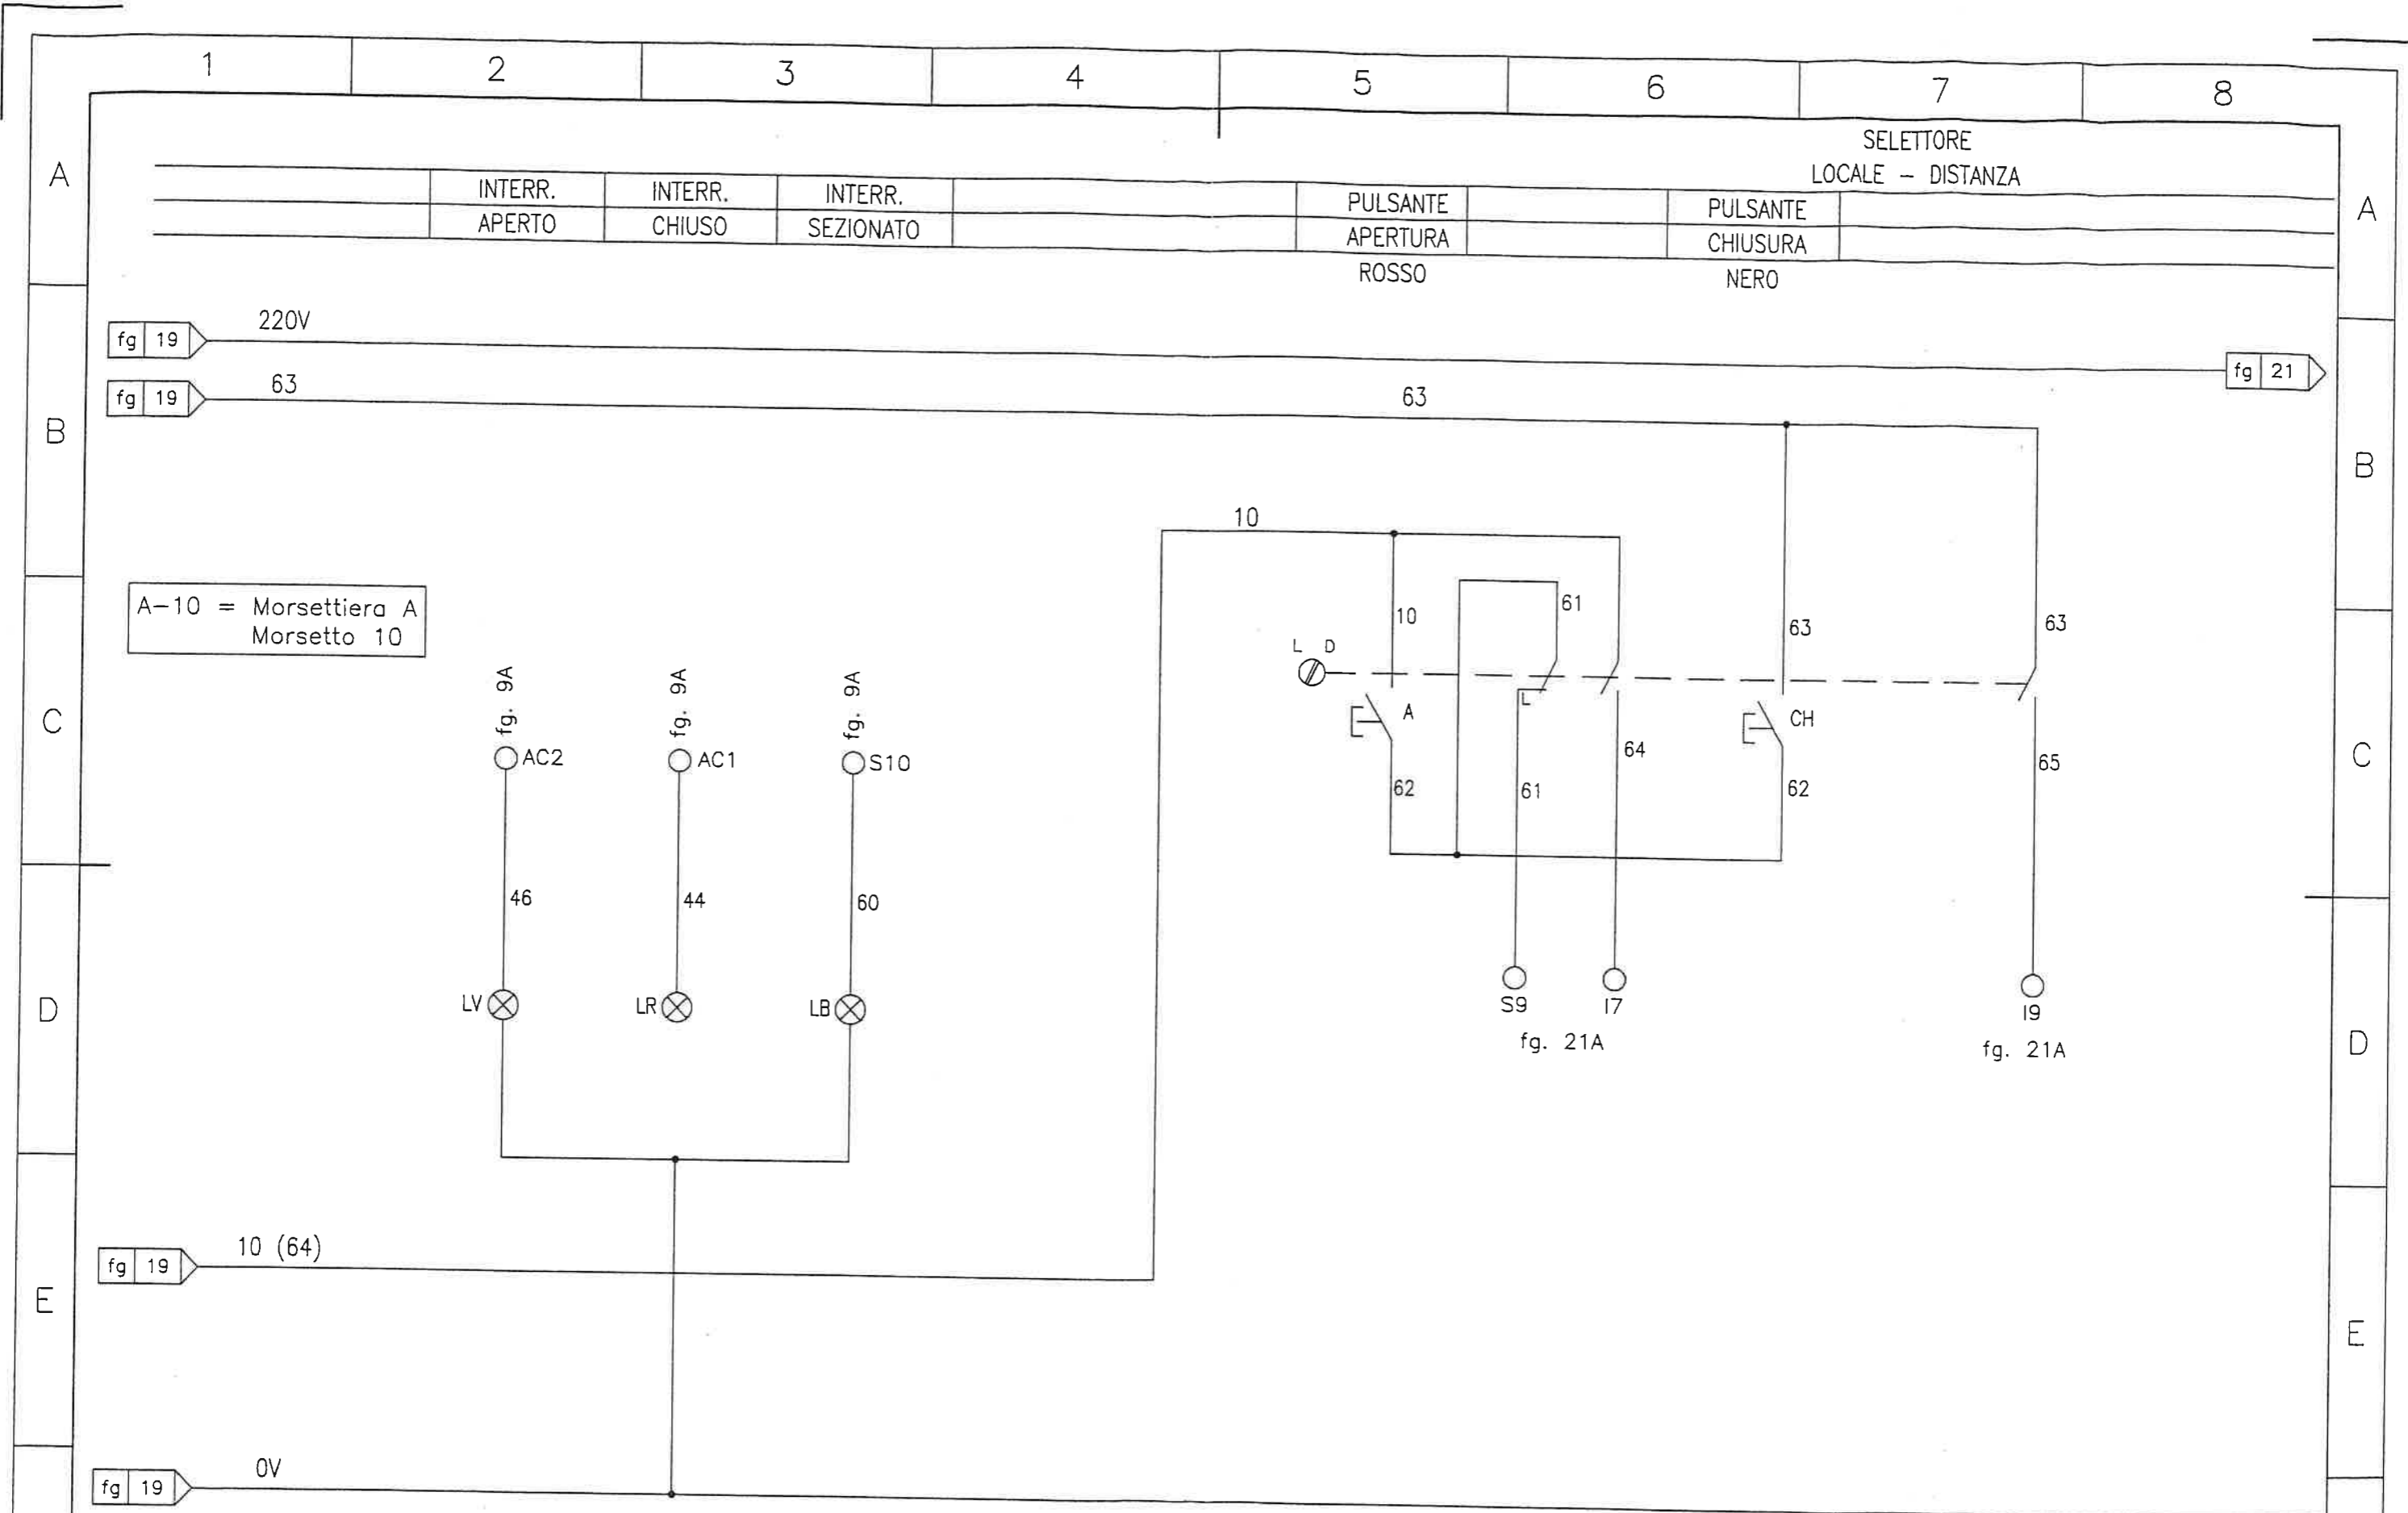 1 2 3 4 5 6 7 8
SELETTORE
LOCALE – DISTANZA
A
INTERR. INTERR. INTERR. PULSANTE PULSANTE
APERTO CHIUSO SEZIONATO APERTURA CHIUSURA
ROSSO NERO
A
220V
fg 19
fg 21
63
fg 19
63
B
B
10
A–10 = Morsettiera A
Morsetto 10
61
10
63
63
L D
fg. 9A fg. 9A fg. 9A
L
A
CH
C
C
AC2 AC1 S10
64
65
62
61
62
46 44 60
LV LR LB
S9 I7
I9
fg. 21A
fg. 21A
D
D
10 (64)
fg 19
E
E
0V
fg 19